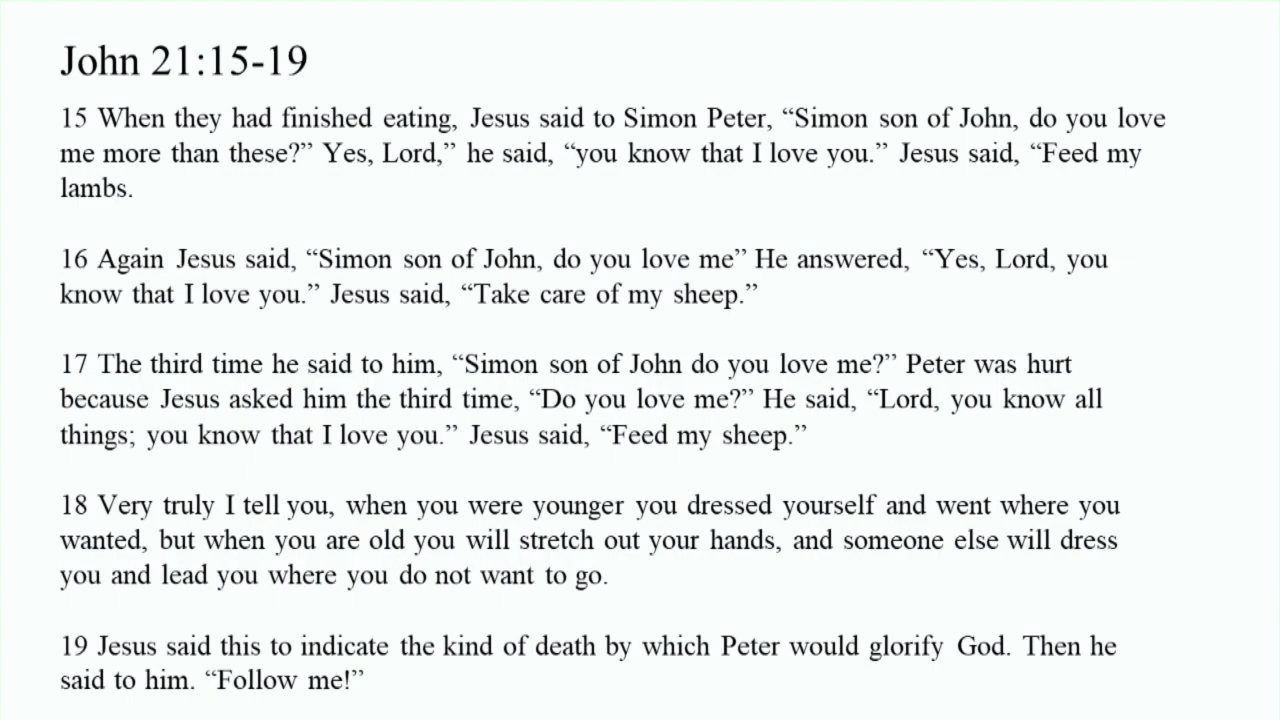 John 21:15-19
15 When they had finished eating, Jesus said to Simon Peter, “Simon son of John, do you love
me more than these?” Yes, Lord,” he said, “you know that I love you.” Jesus said, “Feed my
lambs.
16 Again Jesus said, “Simon son of John, do you love me” He answered, “Yes, Lord, you
know that I love you.” Jesus said, “Take care of my sheep.”
17 The third time he said to him, “Simon son of John do you love me?” Peter was hurt
because Jesus asked him the third time, “Do you love me?” He said, “Lord, you know all
things; you know that I love you.” Jesus said, “Feed my sheep.”
18 Very truly I tell you, when you were younger you dressed yourself and went where you
wanted, but when you are old you will stretch out your hands, and someone else will dress
you and lead you where you do not want to go.
19 Jesus said this to indicate the kind of death by which Peter would glorify God. Then he
said to him. “Follow me!”